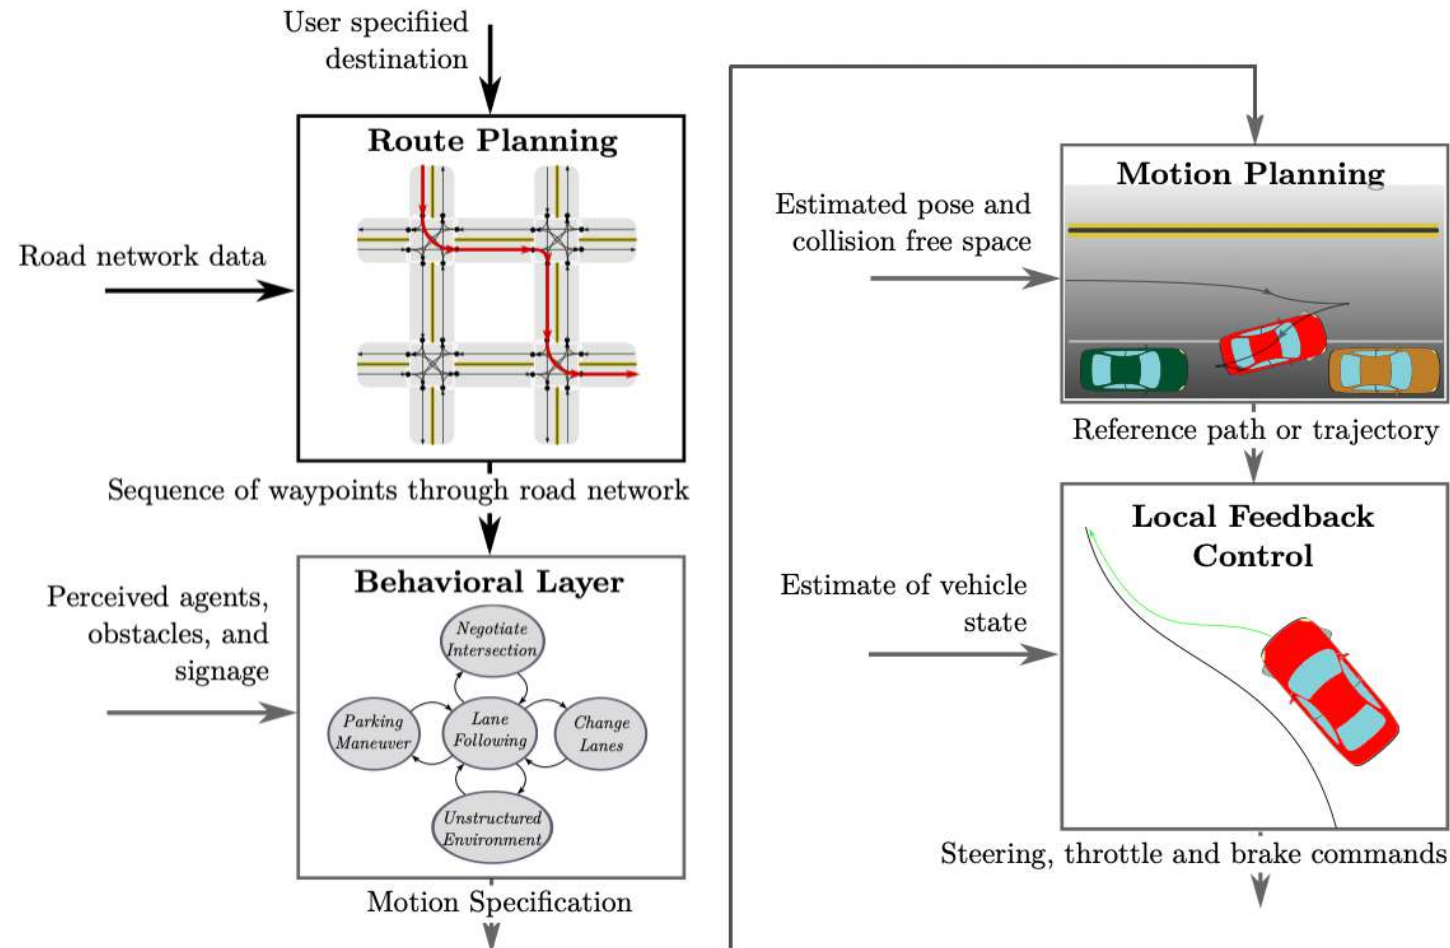 User specifiied
destination
Route Planning
Road network data
Sequence of waypoints through road network
Behavioral Layer
Perceived agents,
obstacles, and
signage
Negotiate
Intersection
Parking
Maneuver
Lane
Following
Change
Lanes
Unstructured
Environment
Motion Specification
Motion Planning
Estimated pose and
collision free space
Reference path or trajectory
Local Feedback
Control
Estimate of vehicle
state
Steering, throttle and brake commands